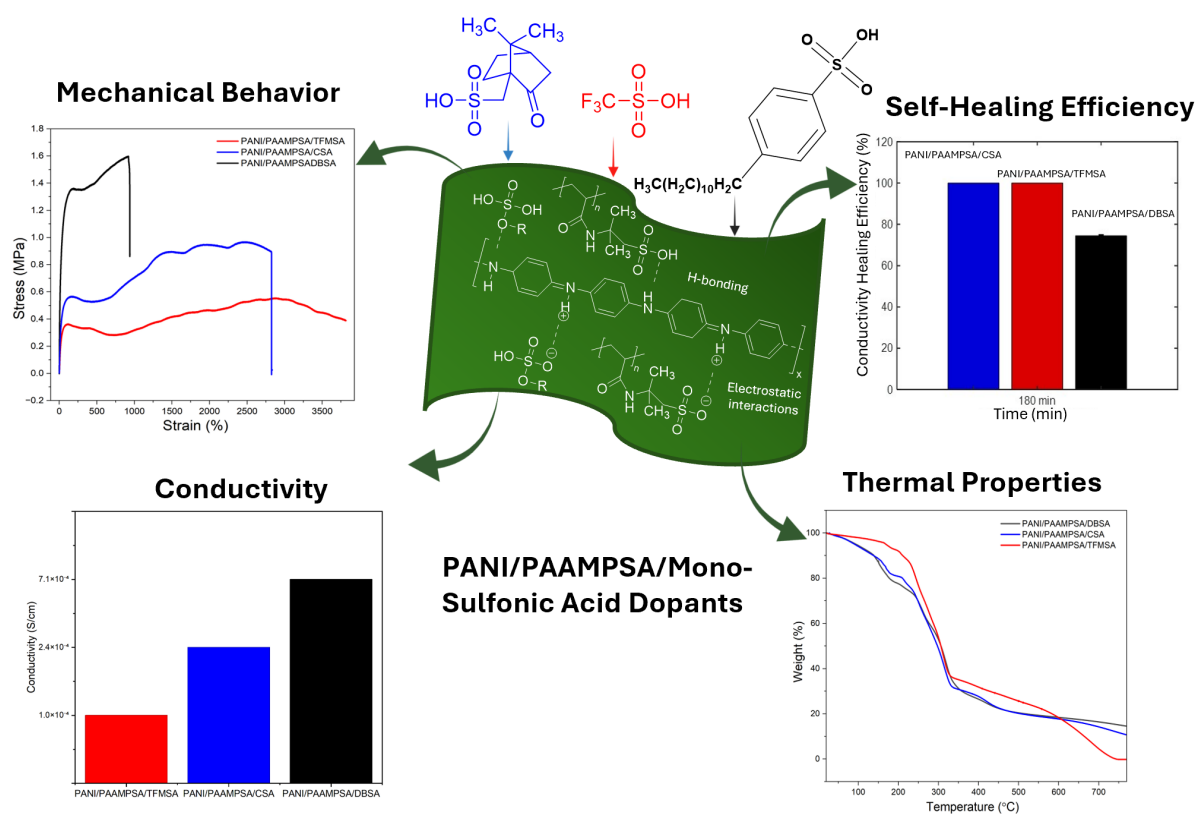 H₃C
CH₃
HO
O
S
O
O
F₃C
O
S
O
OH
O
S
OH
O
H₃C(H₂C)₁₀H₂C
Mechanical Behavior
1.8
1.6
1.4
1.2
1.0
0.8
0.6
0.4
0.2
0.0
−0.2
Stress (MPa)
PANI/PAAMPSA/TFMSA
PANI/PAAMPSA/CSA
PANI/PAAMPSADBSA
0 500 1000 1500 2000 2500 3000 3500
Strain (%)
Self-Healing Efficiency
Conductivity Healing Efficiency (%)
120
100
80
60
40
20
0
PANI/PAAMPSA/CSA
PANI/PAAMPSA/TFMSA
PANI/PAAMPSA/DBSA
180 min
Time (min)
O
S
OH
O
O
R
n
O
N
H
CH₃
CH₃
O
S
OH
O
H-bonding
N
H
N
H
⊕
H
N
N
H
⊕
x
HO
O
S
O
⊖
O
R
n
O
N
H
CH₃
CH₃
O
S
O
⊖
O
Electrostatic
interactions
Conductivity
Conductivity (S/cm)
7.1×10⁻⁴
2.4×10⁻⁴
1.0×10⁻⁴
PANI/PAAMPSA/TFMSA PANI/PAAMPSA/CSA PANI/PAAMPSA/DBSA
PANI/PAAMPSA/Mono-
Sulfonic Acid Dopants
Thermal Properties
Weight (%)
100
80
60
40
20
0
PANI/PAAMPSA/DBSA
PANI/PAAMPSA/CSA
PANI/PAAMPSA/TFMSA
100 200 300 400 500 600 700
Temperature (°C)